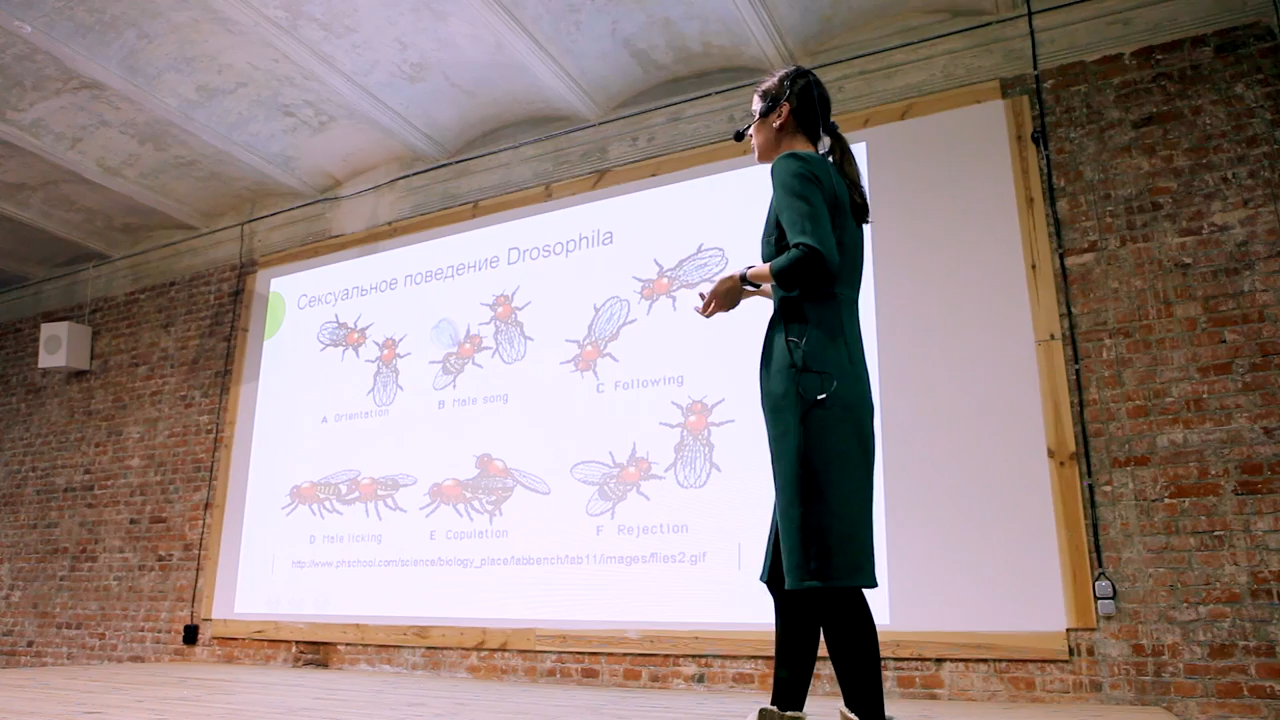 Сексуальное поведение Drosophila
A Orientation
B Male song
C Following
D Male licking
E Copulation
F Rejection
http://www.phschool.com/science/biology_place/labbench/lab11/images/flies2.gif